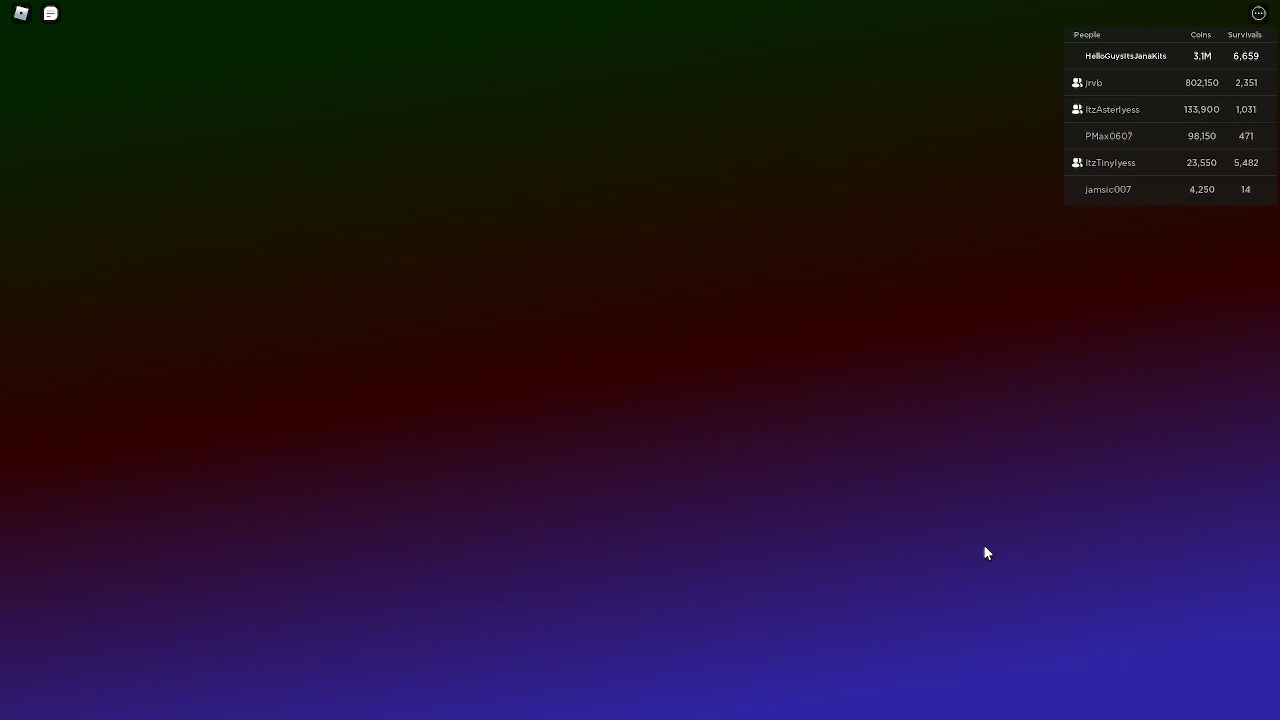 People Coins Survivals
HelloGuysItsJanaKits 3.1M 6,659
jrvb 802,150 2,351
ItzAsterlyess 133,900 1,031
PMax0607 98,150 471
ItzTinylyess 23,550 5,482
jamsic007 4,250 14